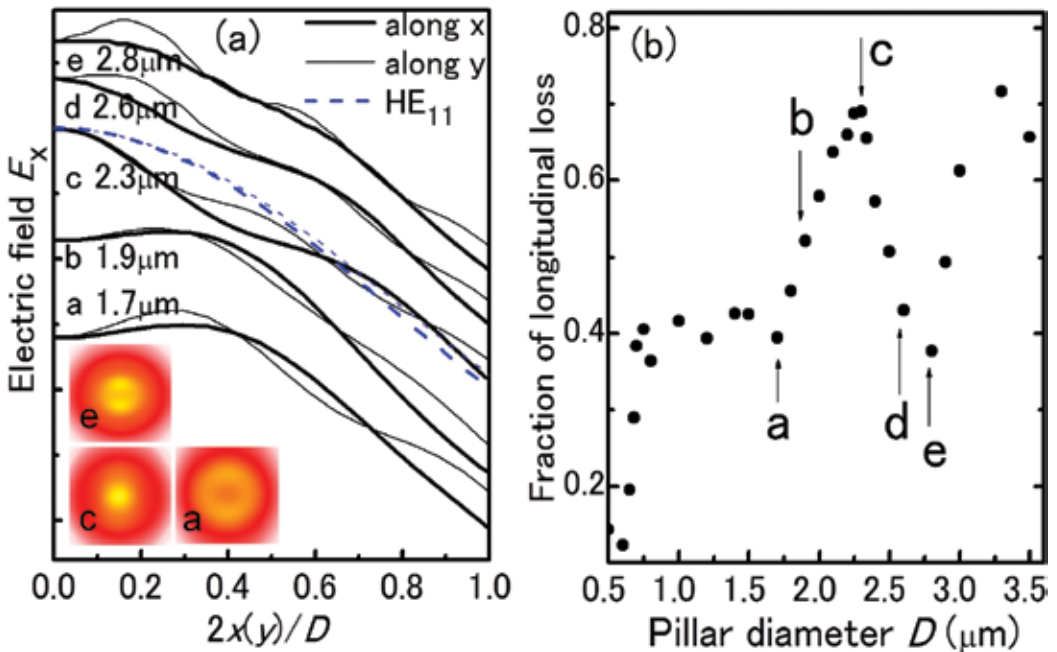 (a)
along x
along y
HE₁₁
e 2.8μm
d 2.6μm
c 2.3μm
b 1.9μm
a 1.7μm
e
c
a
Electric field Eₓ
0.0 0.2 0.4 0.6 0.8 1.0
2x(y)/D
(b)
c
b
a
d
e
0.8
0.6
0.4
0.2
Fraction of longitudinal loss
0.5 1.0 1.5 2.0 2.5 3.0 3.5
Pillar diameter D (μm)